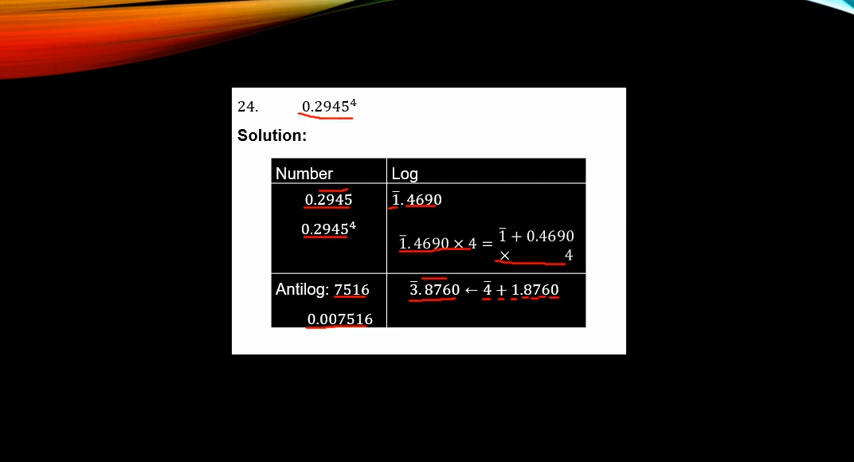 24. 0.2945⁴
Solution:
Number Log
0.2945 1̅.4690
0.2945⁴
1̅.4690 × 4 = 1̅ + 0.4690
× 4
Antilog: 7516 3̅.8760 ← 4̅ + 1.8760
0.007516